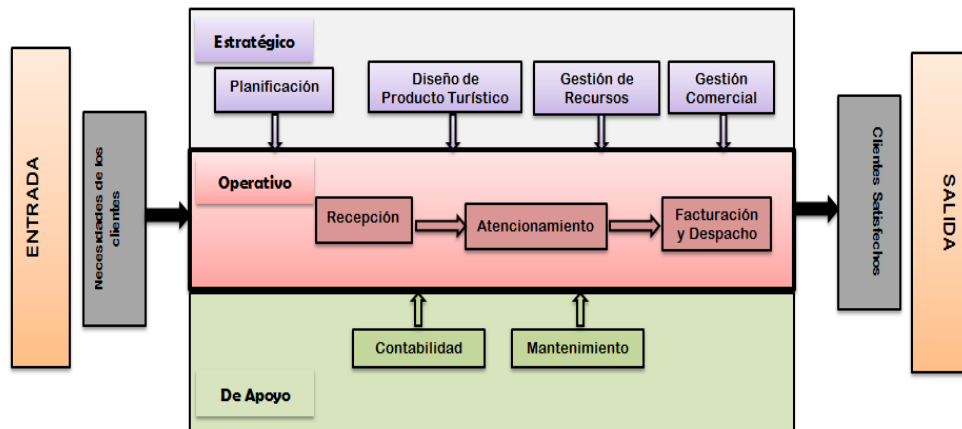 ENTRADA
Necesidades de los
clientes
Estratégico
Planificación
Diseño de
Producto Turístico
Gestión de
Recursos
Gestión
Comercial
Operativo
Recepción
Atencionamiento
Facturación
y Despacho
Contabilidad
Mantenimiento
De Apoyo
Clientes Satisfechos
SALIDA